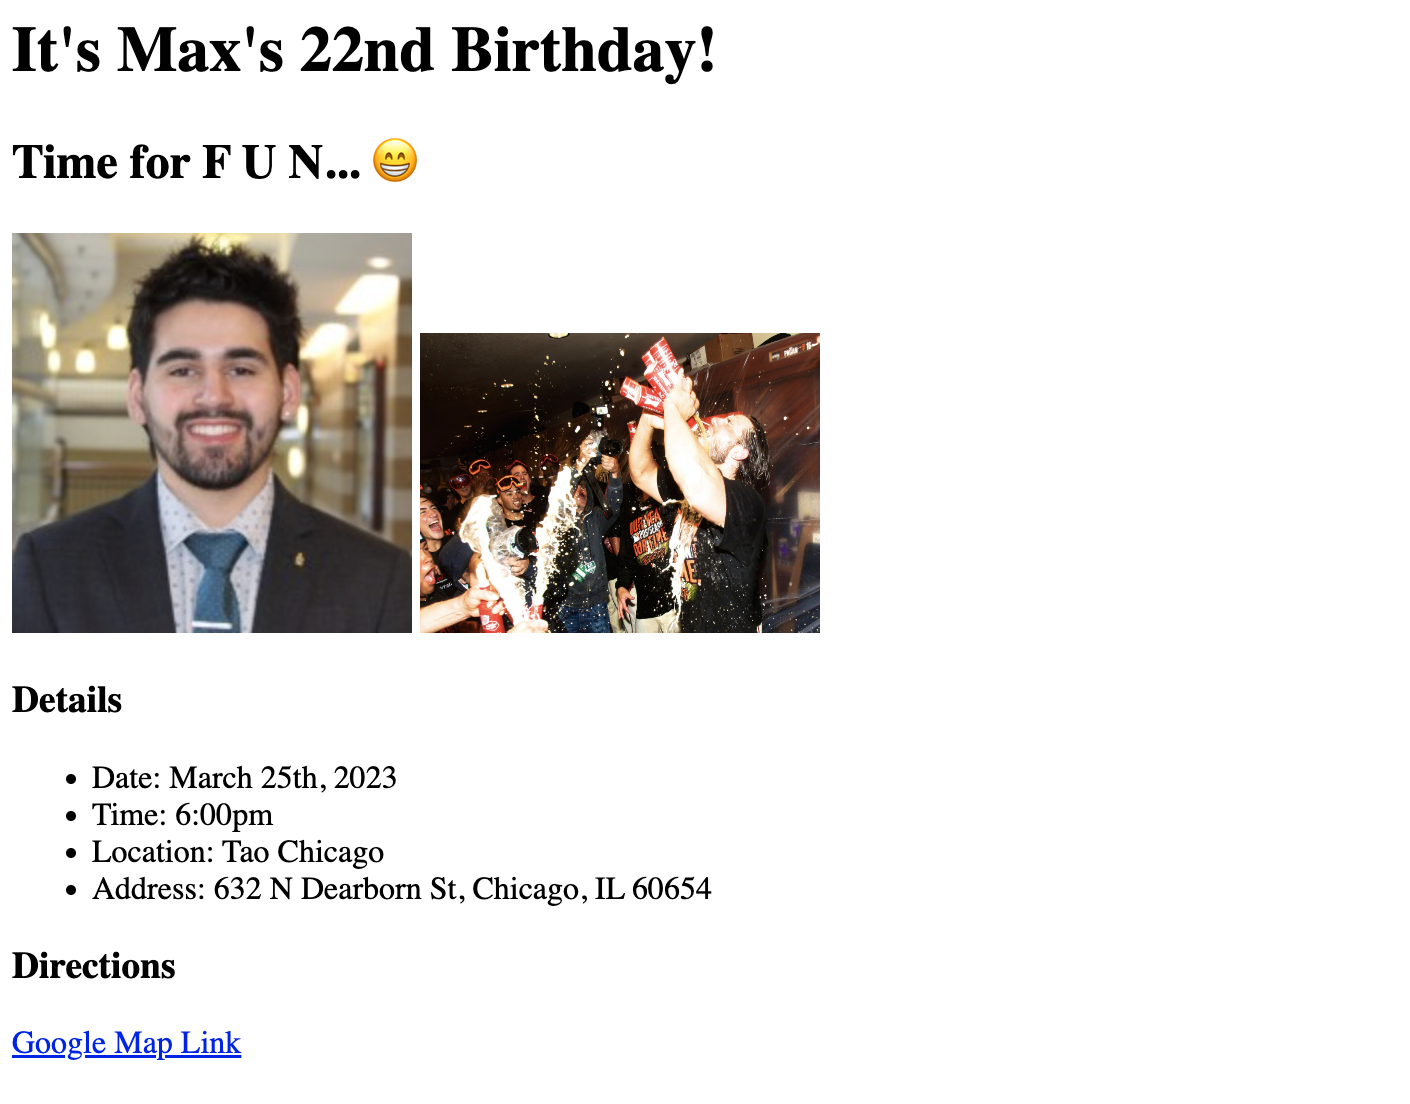 It's Max's 22nd Birthday!
Time for F U N... 😁
Details
Date: March 25th, 2023
Time: 6:00pm
Location: Tao Chicago
Address: 632 N Dearborn St, Chicago, IL 60654
Directions
Google Map Link